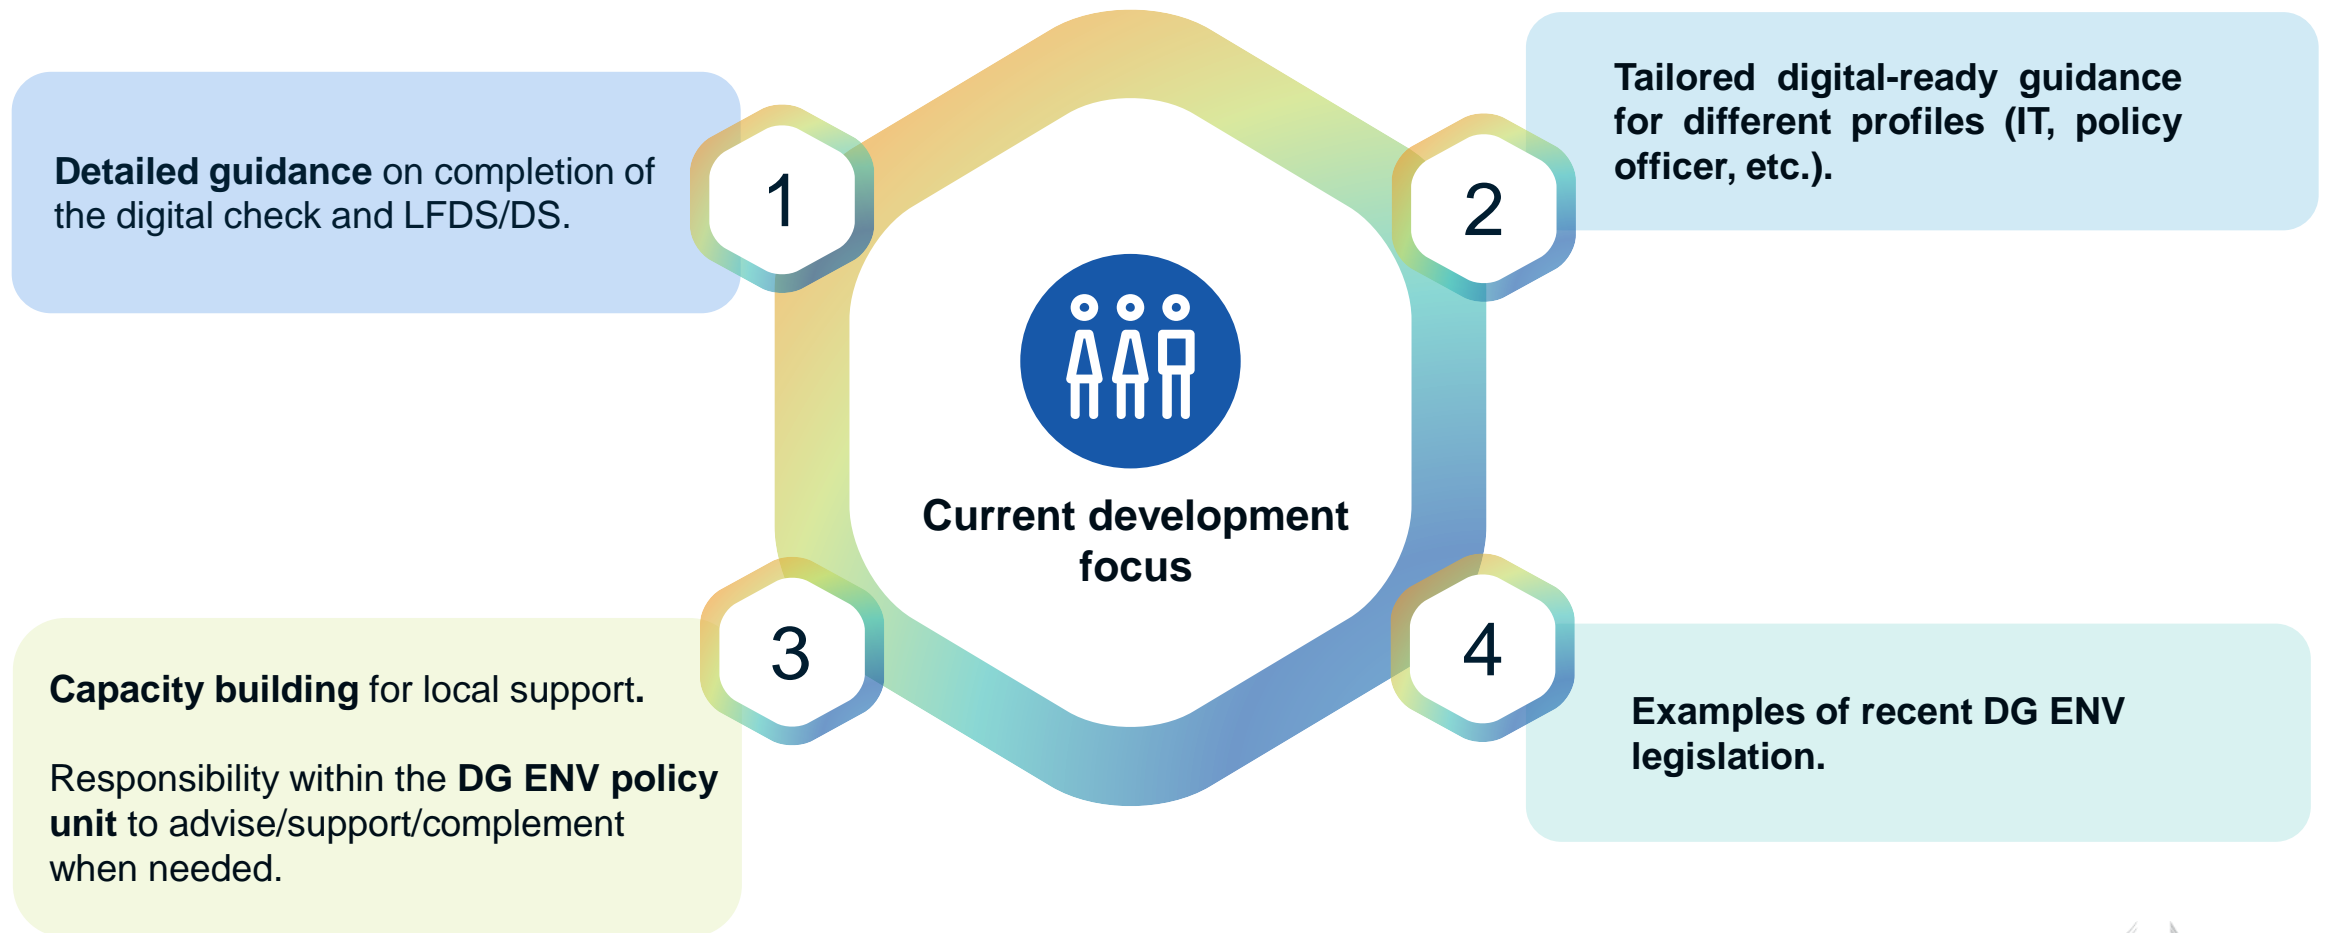 1
Detailed guidance on completion of
the digital check and LFDS/DS.
2
Tailored digital-ready guidance
for different profiles (IT, policy
officer, etc.).
Current development
focus
3
Capacity building for local support.
Responsibility within the DG ENV policy
unit to advise/support/complement
when needed.
4
Examples of recent DG ENV
legislation.